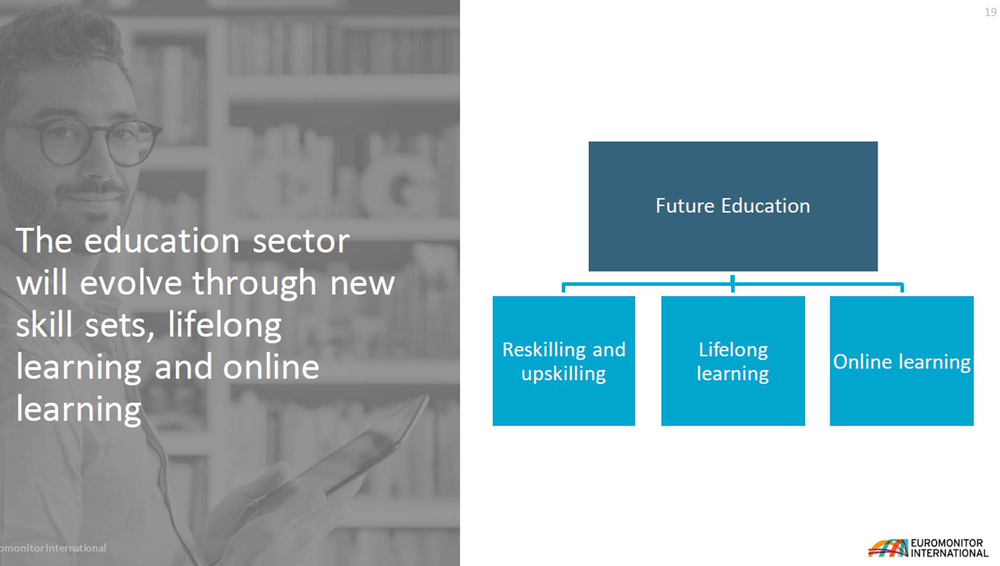 19
The education sector
will evolve through new
skill sets, lifelong
learning and online
learning
Future Education
Reskilling and
upskilling
Lifelong
learning
Online learning
omonitor International
EUROMONITOR
INTERNATIONAL